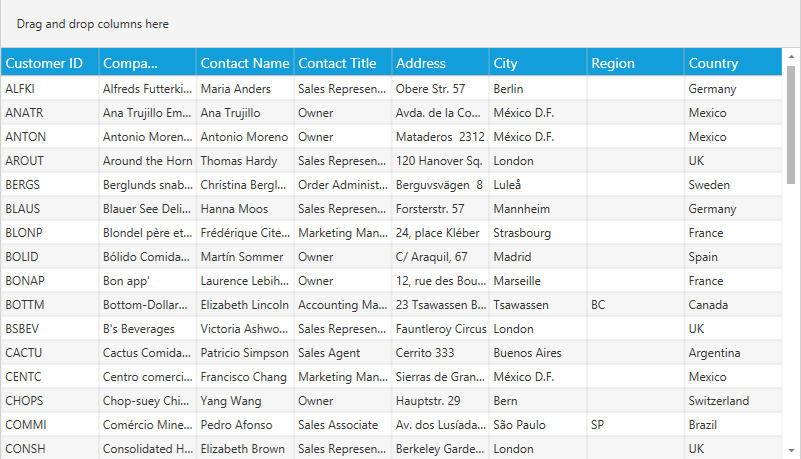 Drag and drop columns here
Customer ID Compa... Contact Name Contact Title Address City Region Country
ALFKI Alfreds Futterki... Maria Anders Sales Represen... Obere Str. 57 Berlin Germany
ANATR Ana Trujillo Em... Ana Trujillo Owner Avda. de la Co... México D.F. Mexico
ANTON Antonio Moren... Antonio Moreno Owner Mataderos  2312 México D.F. Mexico
AROUT Around the Horn Thomas Hardy Sales Represen... 120 Hanover Sq. London UK
BERGS Berglunds snab... Christina Bergl... Order Administ... Berguvsvägen  8 Luleå Sweden
BLAUS Blauer See Deli... Hanna Moos Sales Represen... Forsterstr. 57 Mannheim Germany
BLONP Blondel père et... Frédérique Cite... Marketing Man... 24, place Kléber Strasbourg France
BOLID Bólido Comida... Martín Sommer Owner C/ Araquil, 67 Madrid Spain
BONAP Bon app' Laurence Lebih... Owner 12, rue des Bou... Marseille France
BOTTM Bottom-Dollar... Elizabeth Lincoln Accounting Ma... 23 Tsawassen B... Tsawassen BC Canada
BSBEV B's Beverages Victoria Ashwo... Sales Represen... Fauntleroy Circus London UK
CACTU Cactus Comida... Patricio Simpson Sales Agent Cerrito 333 Buenos Aires Argentina
CENTC Centro comerci... Francisco Chang Marketing Man... Sierras de Gran... México D.F. Mexico
CHOPS Chop-suey Chi... Yang Wang Owner Hauptstr. 29 Bern Switzerland
COMMI Comércio Mine... Pedro Afonso Sales Associate Av. dos Lusíada... São Paulo SP Brazil
CONSH Consolidated H... Elizabeth Brown Sales Represen... Berkeley Garde... London UK